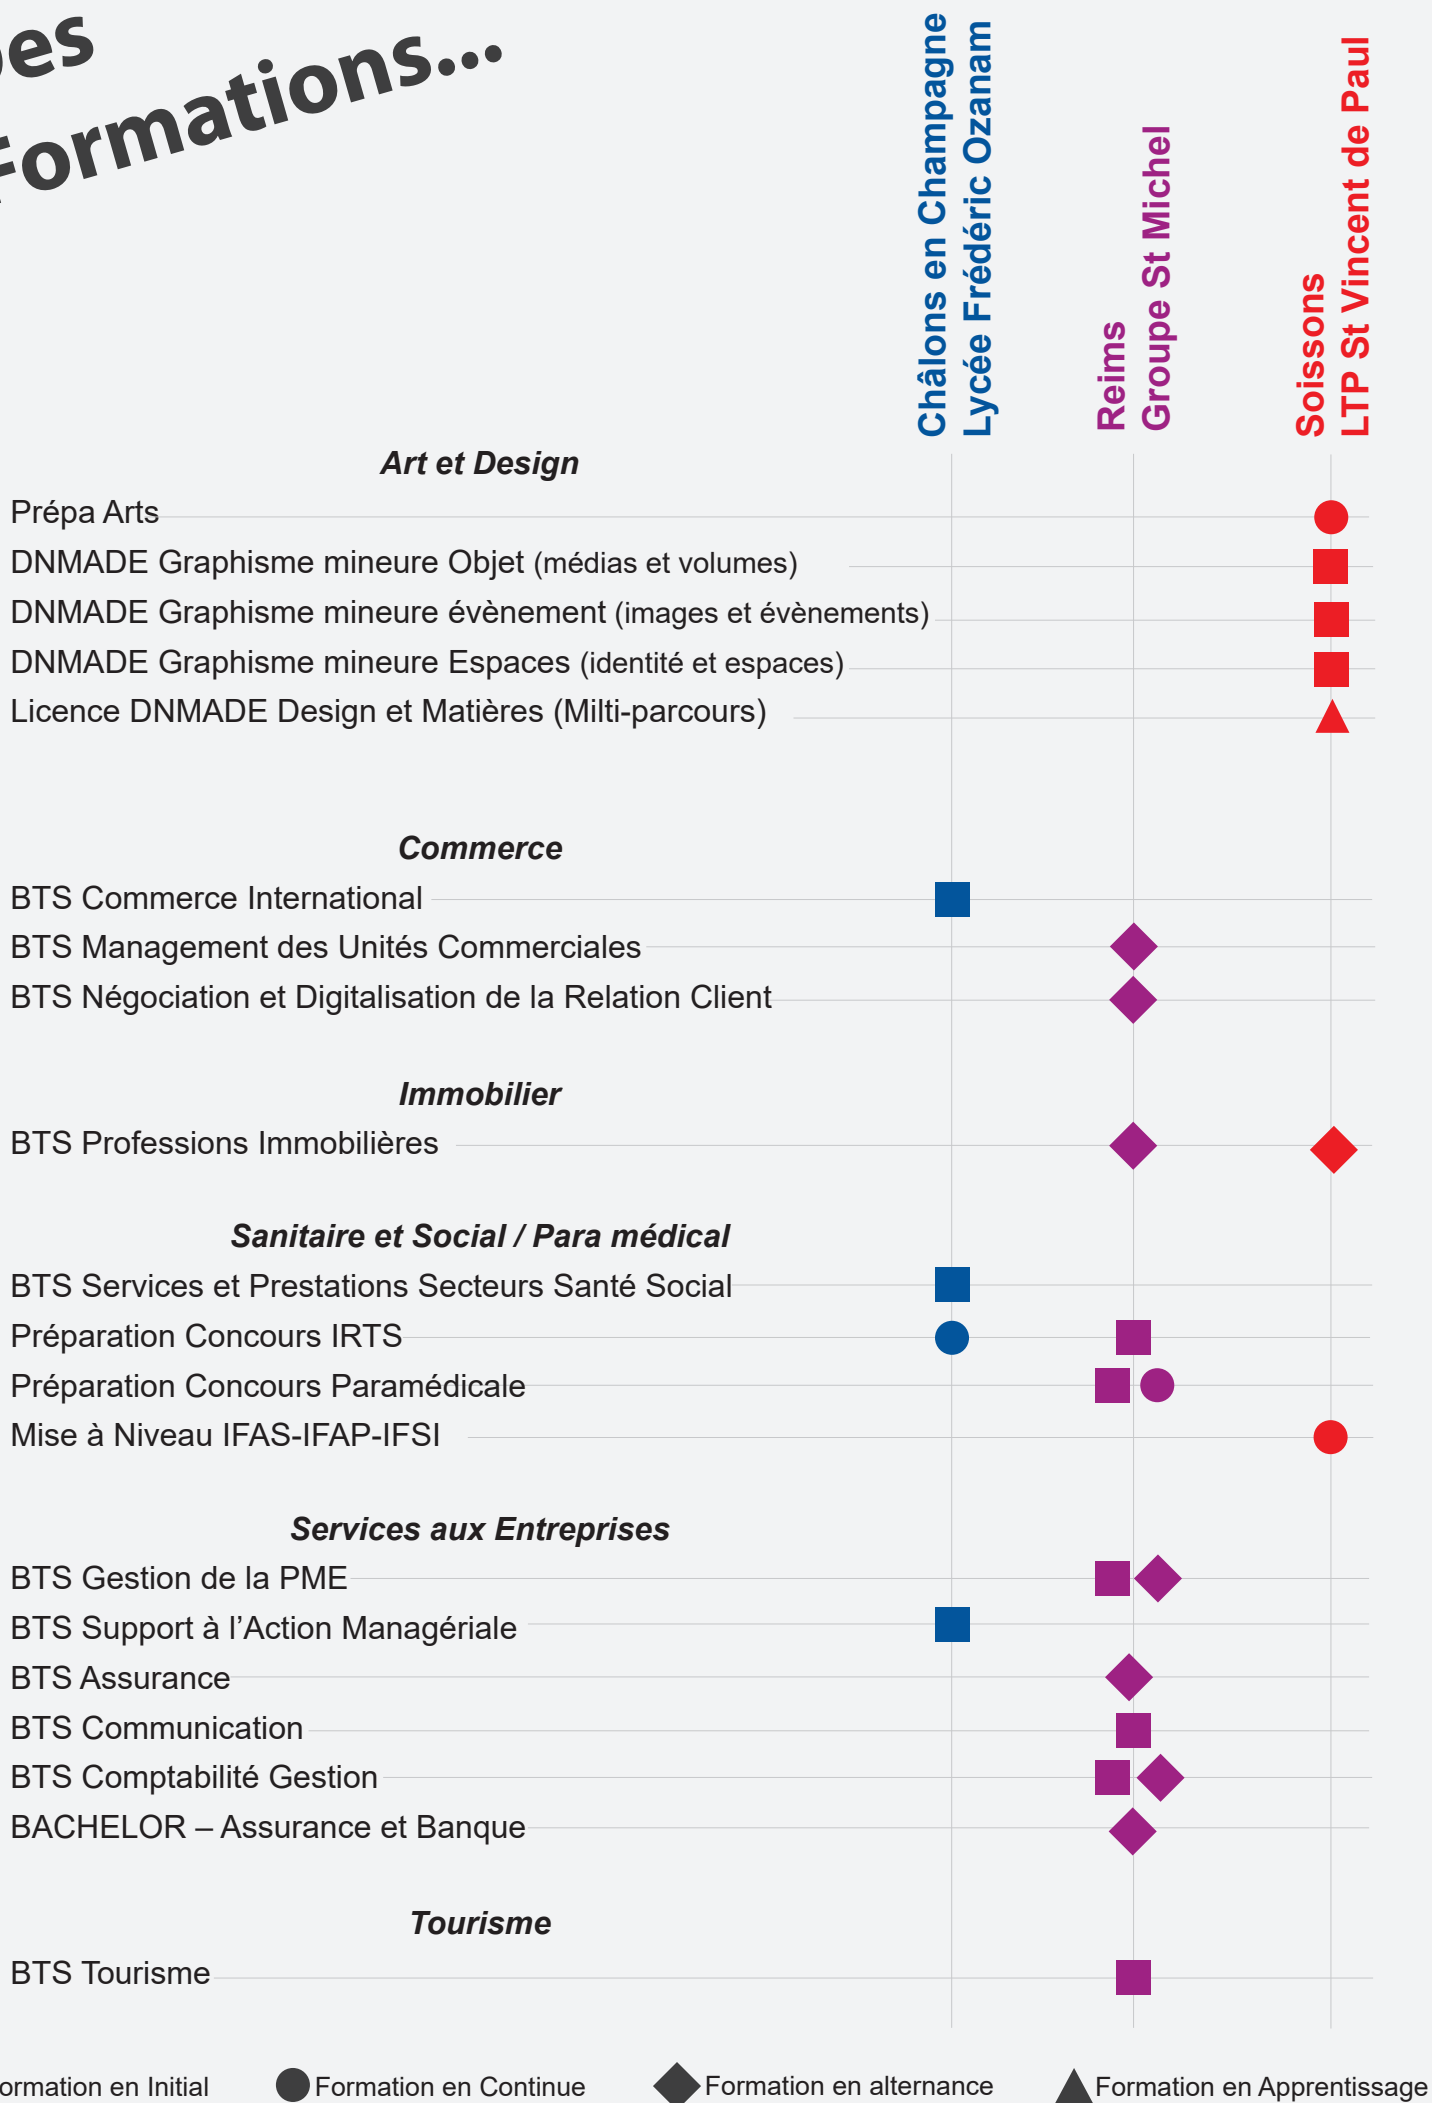 Des
Formations...
Châlons en Champagne
Lycée Frédéric Ozanam
Reims
Groupe St Michel
Soissons
LTP St Vincent de Paul
Art et Design
Prépa Arts
DNMADE Graphisme mineure Objet (médias et volumes)
DNMADE Graphisme mineure évènement (images et évènements)
DNMADE Graphisme mineure Espaces (identité et espaces)
Licence DNMADE Design et Matières (Milti-parcours)
Commerce
BTS Commerce International
BTS Management des Unités Commerciales
BTS Négociation et Digitalisation de la Relation Client
Immobilier
BTS Professions Immobilières
Sanitaire et Social / Para médical
BTS Services et Prestations Secteurs Santé Social
Préparation Concours IRTS
Préparation Concours Paramédicale
Mise à Niveau IFAS-IFAP-IFSI
Services aux Entreprises
BTS Gestion de la PME
BTS Support à l’Action Managériale
BTS Assurance
BTS Communication
BTS Comptabilité Gestion
BACHELOR – Assurance et Banque
Tourisme
BTS Tourisme
ormation en Initial
Formation en Continue
Formation en alternance
Formation en Apprentissage